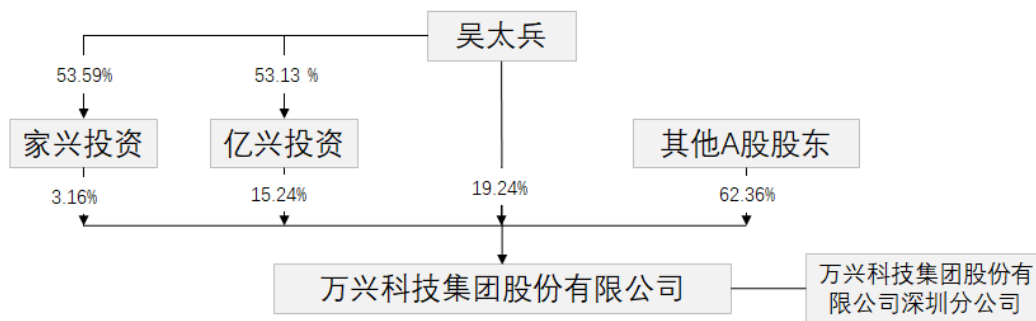 吴太兵
53.59%
53.13 %
家兴投资
亿兴投资
其他A股股东
3.16%
15.24%
19.24%
62.36%
万兴科技集团股份有限公司
万兴科技集团股份有
限公司深圳分公司